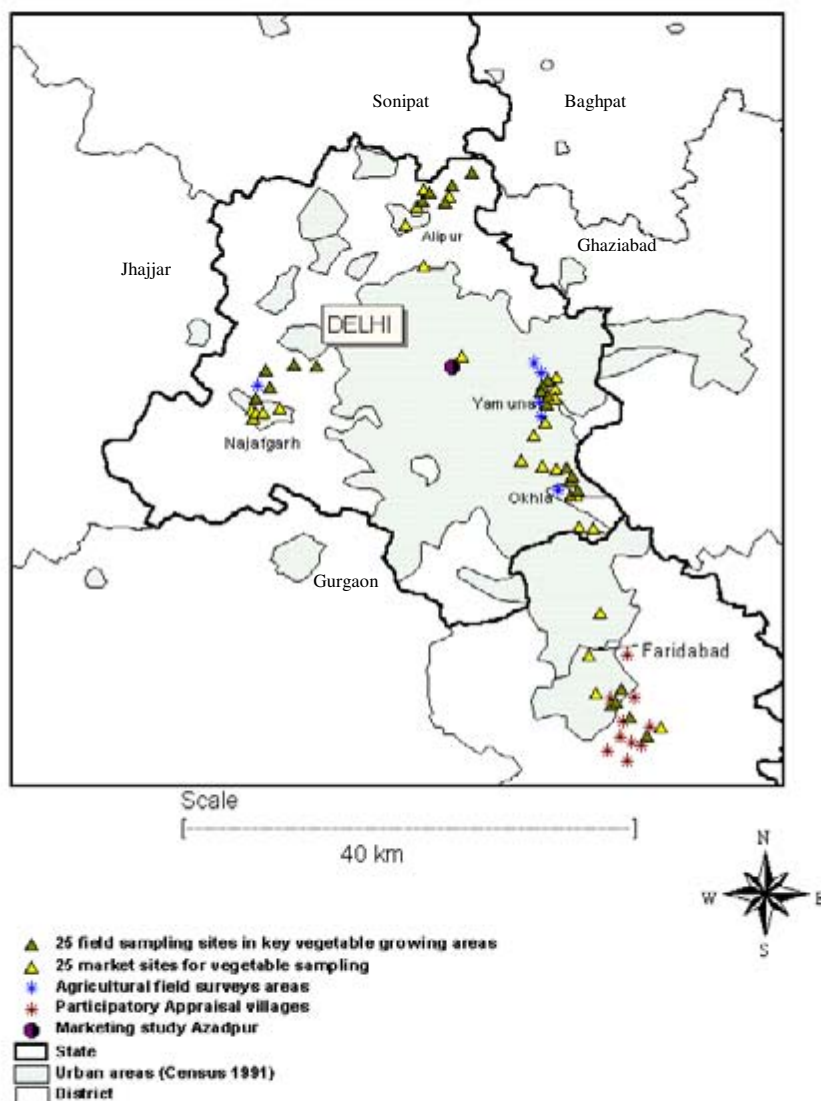 Sonipat
Baghpat
Alipur
Ghaziabad
Jhajjar
DELHI
Yamuna
Najafgarh
Okhla
Gurgaon
Faridabad
Scale
40 km
N
W
E
S
25 field sampling sites in key vegetable growing areas
25 market sites for vegetable sampling
Agricultural field surveys areas
Participatory Appraisal villages
Marketing study Azadpur
State
Urban areas (Census 1991)
District